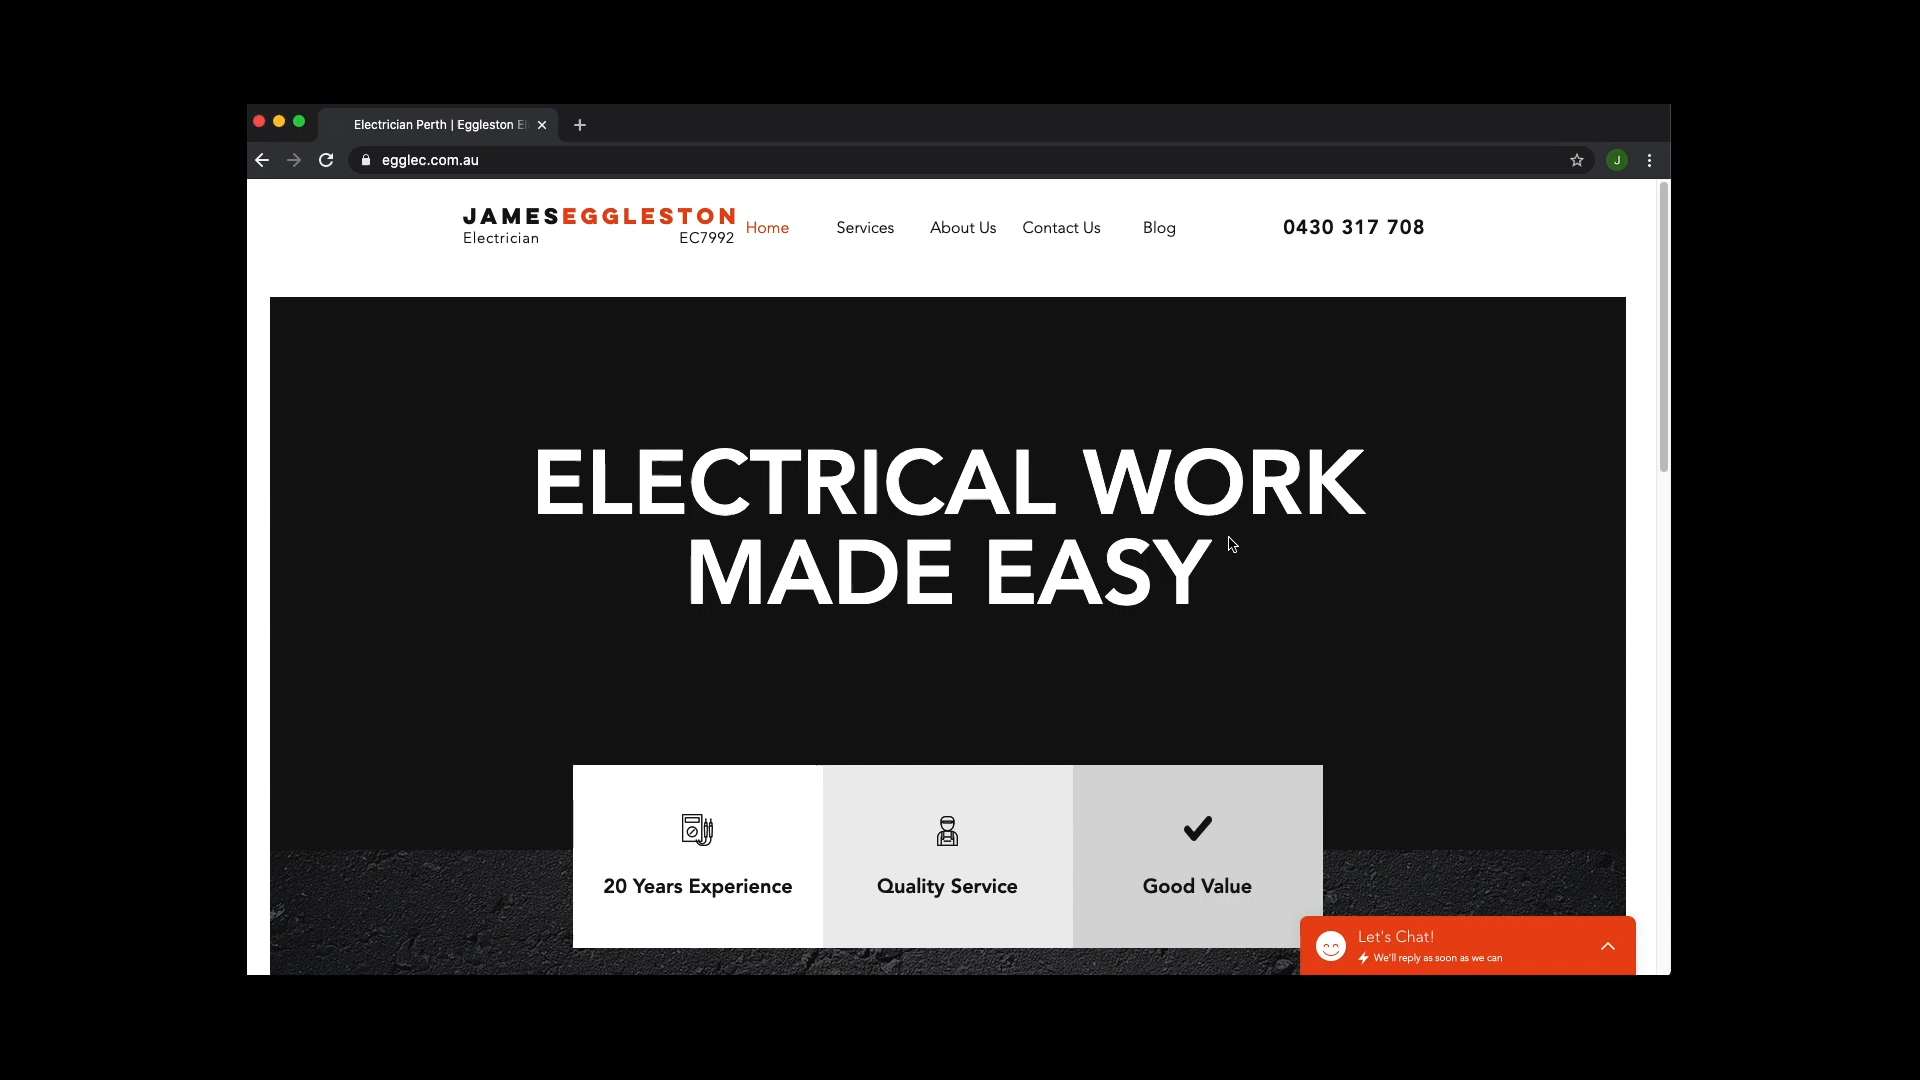 Electrician Perth | Eggleston El
egglec.com.au
J
JAMESEGGLESTON
Electrician EC7992
Home Services About Us Contact Us Blog
0430 317 708
ELECTRICAL WORK
MADE EASY
20 Years Experience
Quality Service
Good Value
Let's Chat!
We'll reply as soon as we can